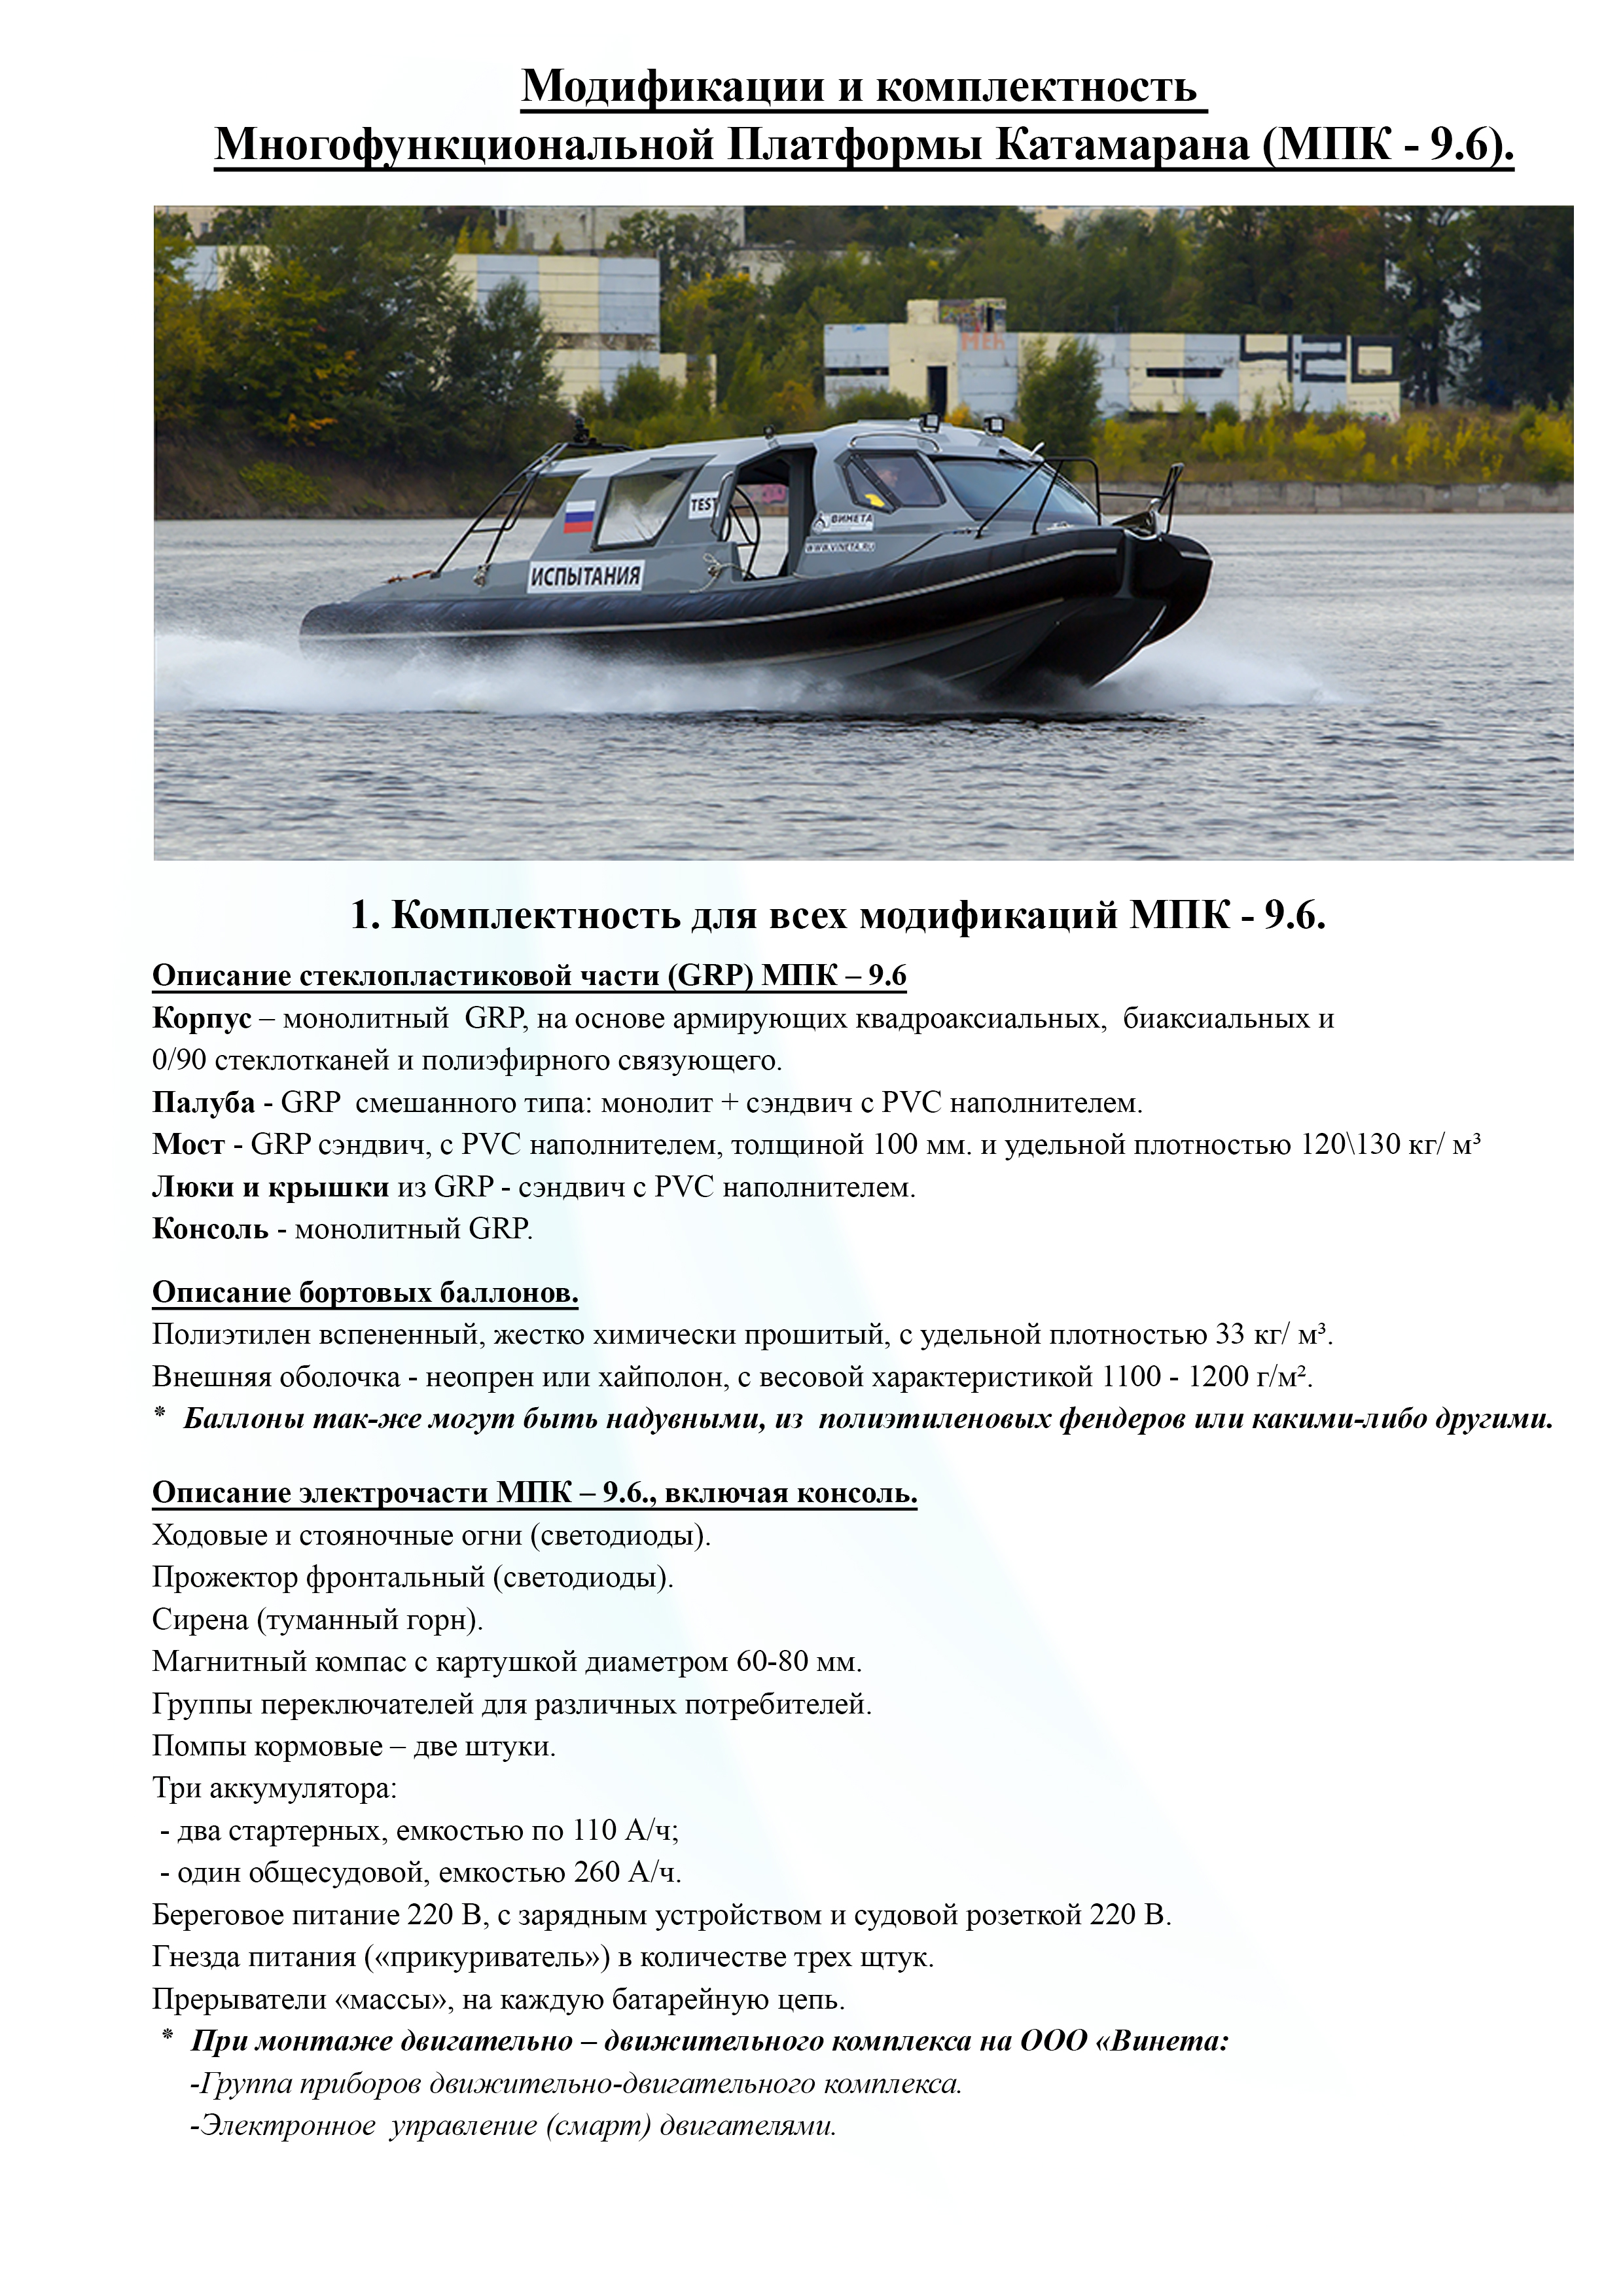 Модификации и комплектность
Многофункциональной Платформы Катамарана (МПК - 9.6).
МЕН
420
TEST
ВИНЕТА
WWW.VINETA.RU
ИСПЫТАНИЯ
1. Комплектность для всех модификаций МПК - 9.6.
Описание стеклопластиковой части (GRP) МПК – 9.6
Корпус – монолитный  GRP, на основе армирующих квадроаксиальных,  биаксиальных и
0/90 стеклотканей и полиэфирного связующего.
Палуба - GRP  смешанного типа: монолит + сэндвич с PVC наполнителем.
Мост - GRP сэндвич, с PVC наполнителем, толщиной 100 мм. и удельной плотностью 120\130 кг/ м³
Люки и крышки из GRP - сэндвич с PVC наполнителем.
Консоль - монолитный GRP.
Описание бортовых баллонов.
Полиэтилен вспененный, жестко химически прошитый, с удельной плотностью 33 кг/ м³.
Внешняя оболочка - неопрен или хайполон, с весовой характеристикой 1100 - 1200 г/м².
*  Баллоны так-же могут быть надувными, из  полиэтиленовых фендеров или какими-либо другими.
Описание электрочасти МПК – 9.6., включая консоль.
Ходовые и стояночные огни (светодиоды).
Прожектор фронтальный (светодиоды).
Сирена (туманный горн).
Магнитный компас с картушкой диаметром 60-80 мм.
Группы переключателей для различных потребителей.
Помпы кормовые – две штуки.
Три аккумулятора:
- два стартерных, емкостью по 110 А/ч;
- один общесудовой, емкостью 260 А/ч.
Береговое питание 220 В, с зарядным устройством и судовой розеткой 220 В.
Гнезда питания («прикуриватель») в количестве трех щтук.
Прерыватели «массы», на каждую батарейную цепь.
*  При монтаже двигательно – движительного комплекса на ООО «Винета:
-Группа приборов движительно-двигательного комплекса.
-Электронное  управление (смарт) двигателями.